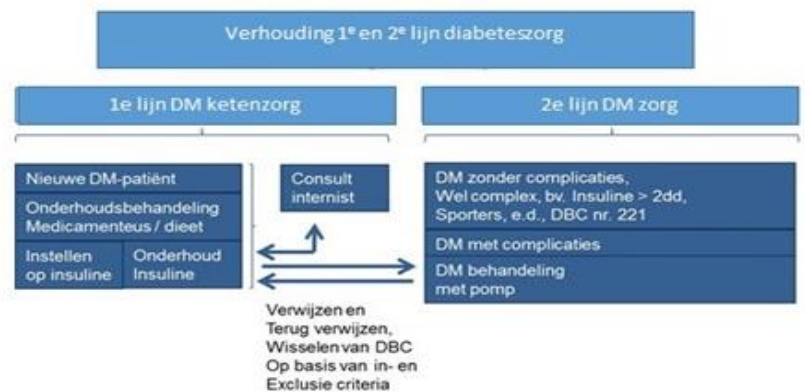 Verhouding 1e en 2e lijn diabeteszorg
1e lijn DM ketenzorg
2e lijn DM zorg
Nieuwe DM-patiënt
Onderhoudsbehandeling
Medicamenteus / dieet
Instellen
op insuline
Onderhoud
Insuline
Consult
internist
Verwijzen en
Terug verwijzen,
Wisselen van DBC
Op basis van in- en
Exclusie criteria
DM zonder complicaties,
Wel complex, bv. Insuline > 2dd,
Sporters, e.d., DBC nr. 221
DM met complicaties
DM behandeling
met pomp